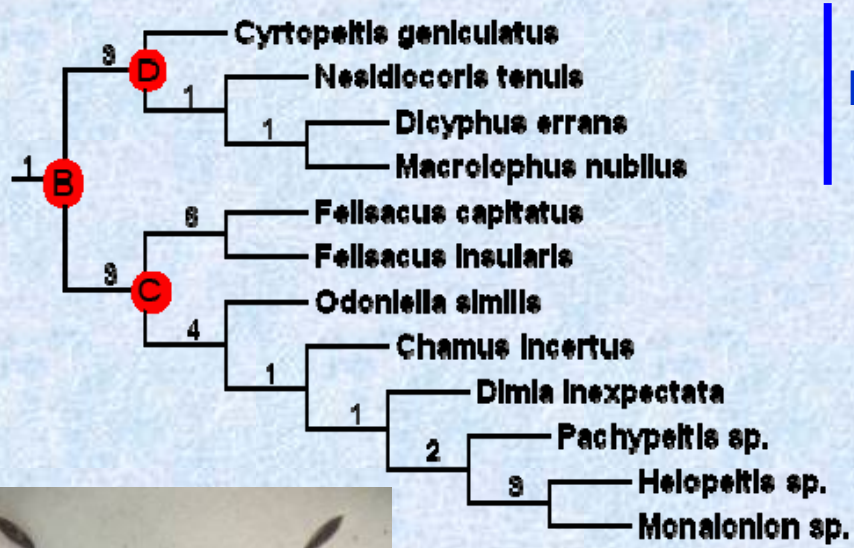 Cyrtopeltis geniculatus
3
D
Nesidiocoris tenuis
1
Dicyphus errans
1
Macrolophus nubilus
1
B
6
Felisacus capitatus
Felisacus insularis
3
C
Odoniella similis
4
Chamus incertus
1
Dimia inexpectata
1
Pachypeltis sp.
2
Helopeltis sp.
3
Monalonion sp.